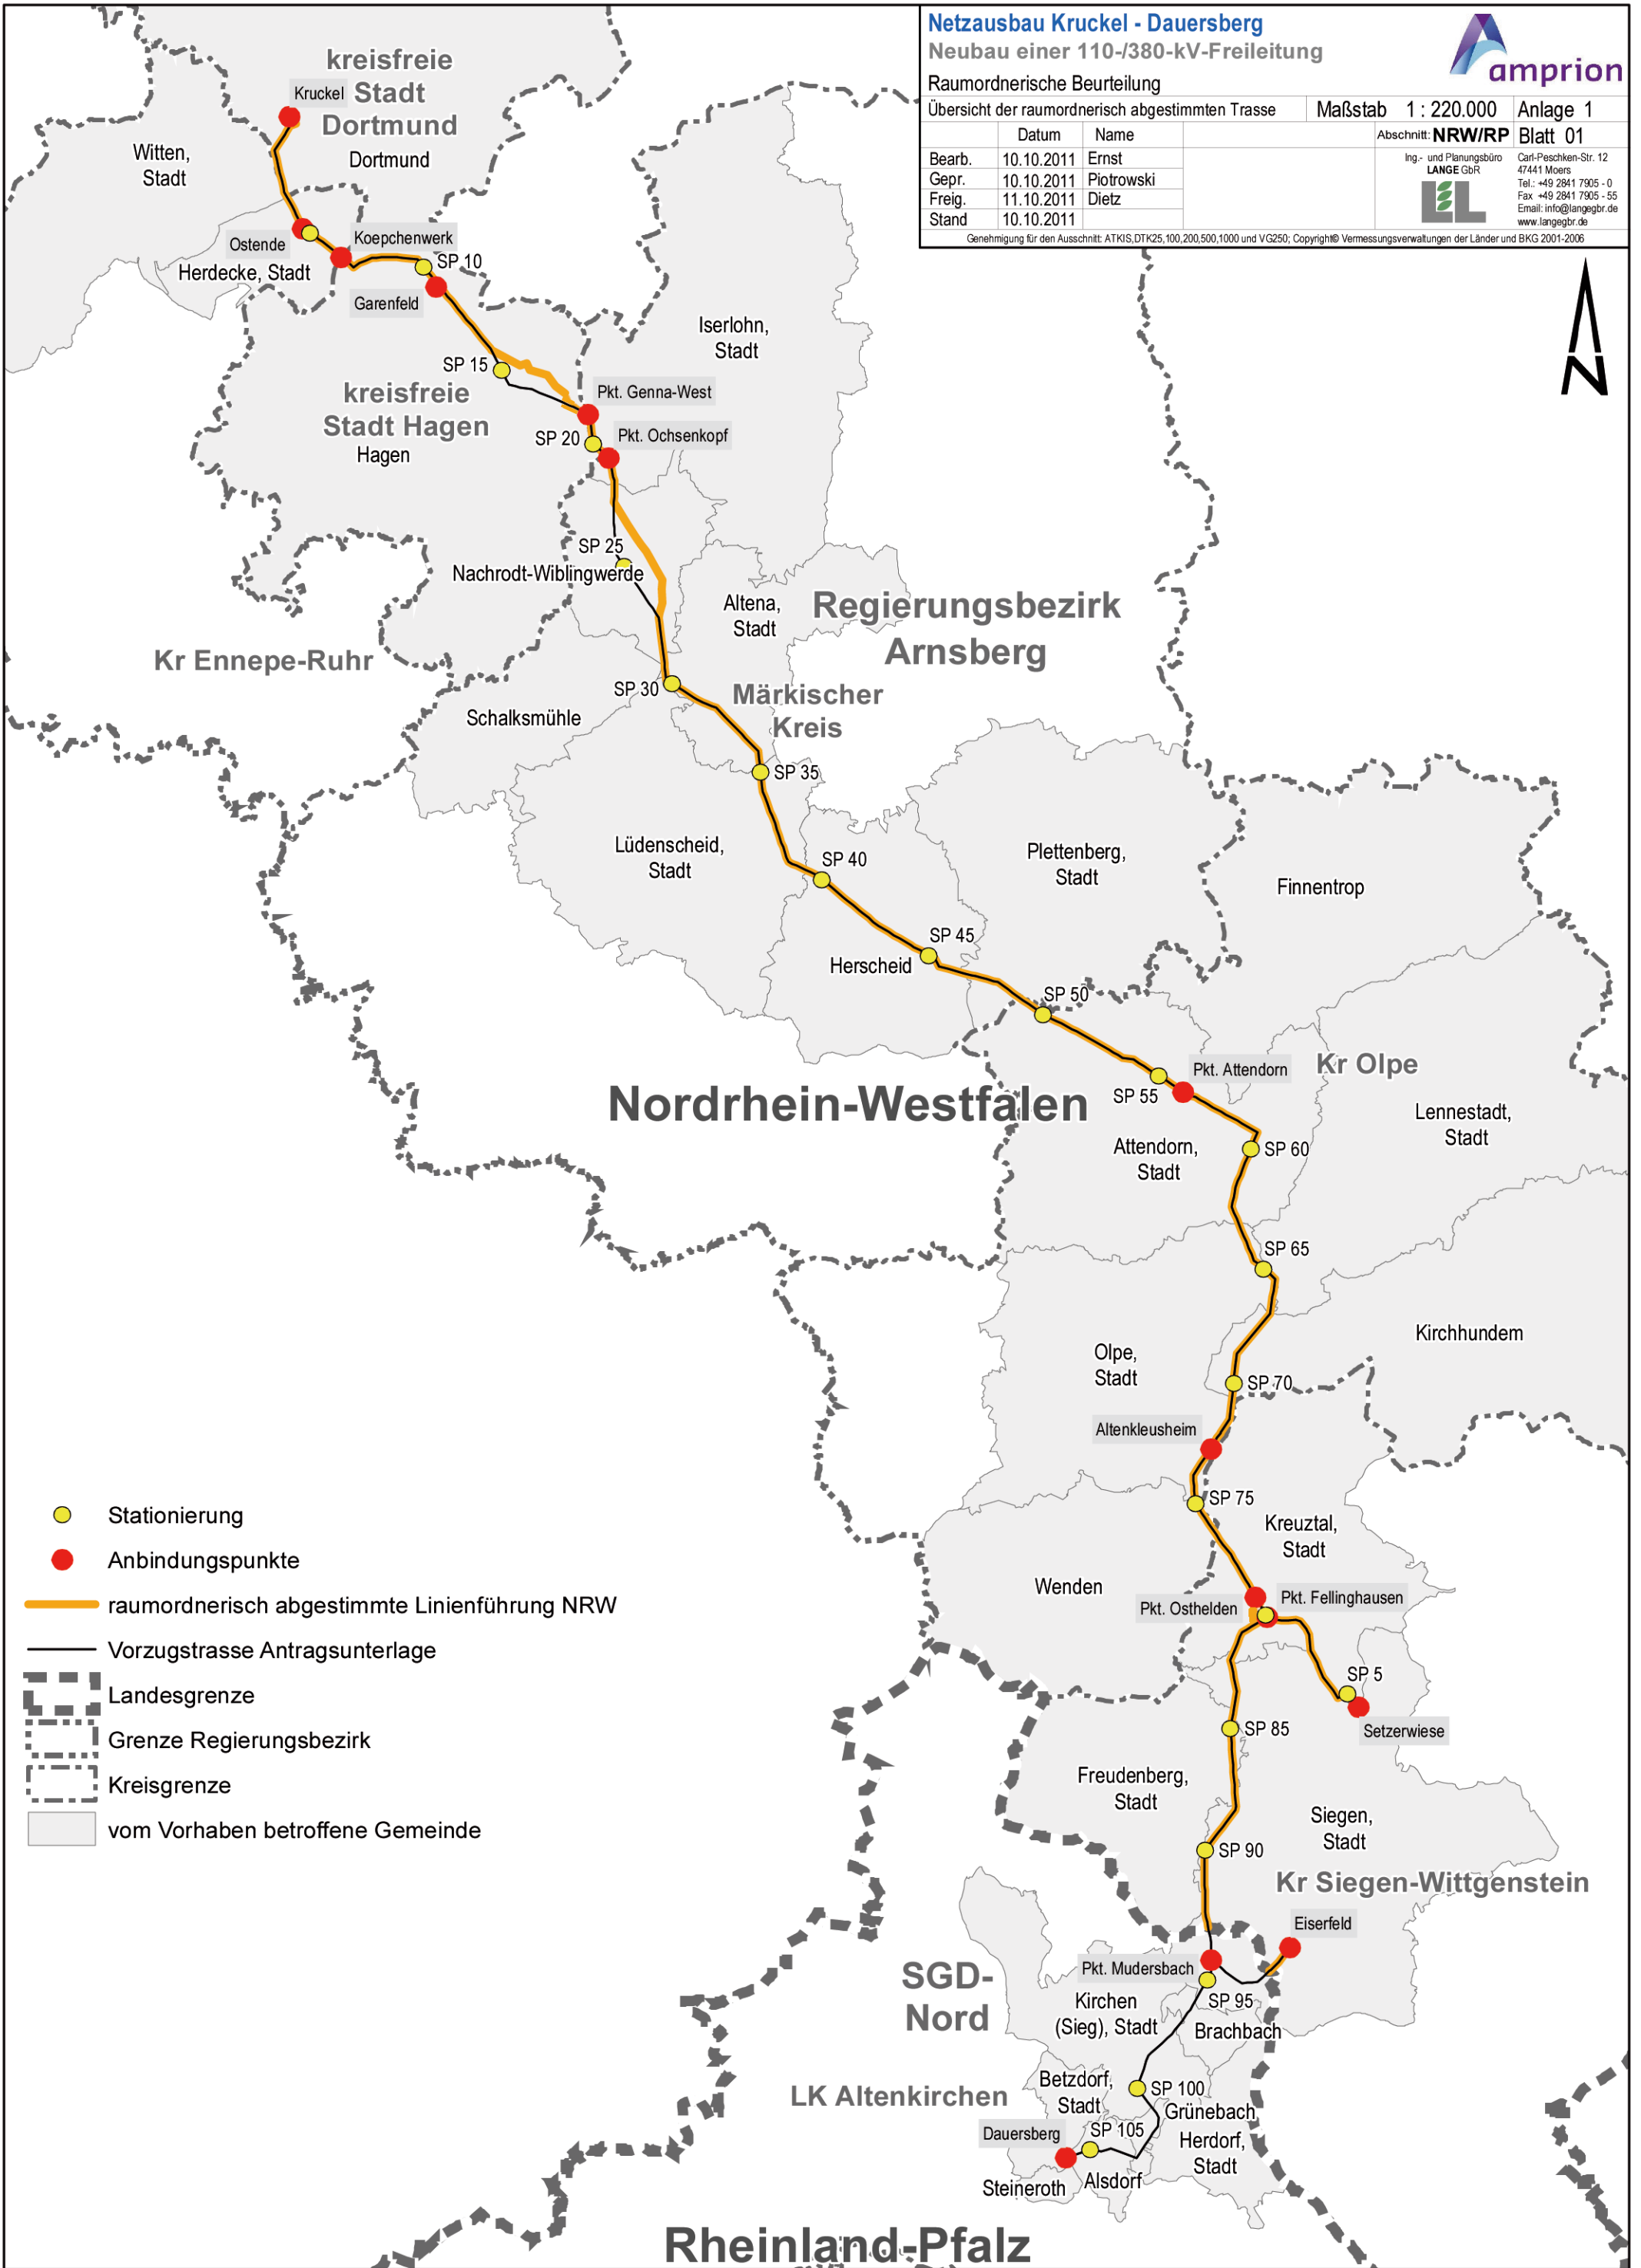 Netzausbau Kruckel - Dauersberg
Neubau einer 110-/380-kV-Freileitung
amprion
Raumordnerische Beurteilung
Übersicht der raumordnerisch abgestimmten Trasse
Maßstab 1 : 220.000
Anlage 1
Datum Name
Abschnitt: NRW/RP
Blatt 01
Bearb. 10.10.2011 Ernst
Gepr. 10.10.2011 Piotrowski
Freig. 11.10.2011 Dietz
Stand 10.10.2011
Ing.- und Planungsbüro
LANGE GbR
Carl-Peschken-Str. 12
47441 Moers
Tel.: +49 2841 7905 - 0
Fax +49 2841 7905 - 55
Email: info@langegbr.de
www.langegbr.de
Genehmigung für den Ausschnitt: ATKIS,DTK25,100,200,500,1000 und VG250; Copyright© Vermessungsverwaltungen der Länder und BKG 2001-2006
N
kreisfreie
Stadt
Dortmund
Kruckel
Dortmund
Witten,
Stadt
Ostende
Koepchenwerk
Herdecke, Stadt
SP 10
Garenfeld
Iserlohn,
Stadt
SP 15
kreisfreie
Stadt Hagen
Hagen
Pkt. Genna-West
SP 20
Pkt. Ochsenkopf
SP 25
Nachrodt-Wiblingwerde
Altena,
Stadt
Regierungsbezirk
Arnsberg
Kr Ennepe-Ruhr
SP 30
Märkischer
Kreis
Schalksmühle
SP 35
Lüdenscheid,
Stadt
SP 40
Plettenberg,
Stadt
Finnentrop
SP 45
Herscheid
SP 50
Pkt. Attendorn
Kr Olpe
SP 55
Nordrhein-Westfalen
Lennestadt,
Stadt
Attendorn,
Stadt
SP 60
SP 65
Kirchhundem
Olpe,
Stadt
SP 70
Altenkleusheim
SP 75
Kreuztal,
Stadt
Wenden
Pkt. Fellinghausen
Pkt. Osthelden
SP 5
Setzerwiese
SP 85
Freudenberg,
Stadt
Siegen,
Stadt
SP 90
Kr Siegen-Wittgenstein
Eiserfeld
Pkt. Mudersbach
SGD-
Nord
SP 95
Kirchen
(Sieg), Stadt
Brachbach
Betzdorf,
Stadt
SP 100
LK Altenkirchen
Grünebach
Dauersberg
SP 105
Herdorf,
Stadt
Steineroth
Alsdorf
Rheinland-Pfalz
Stationierung
Anbindungspunkte
raumordnerisch abgestimmte Linienführung NRW
Vorzugstrasse Antragsunterlage
Landesgrenze
Grenze Regierungsbezirk
Kreisgrenze
vom Vorhaben betroffene Gemeinde